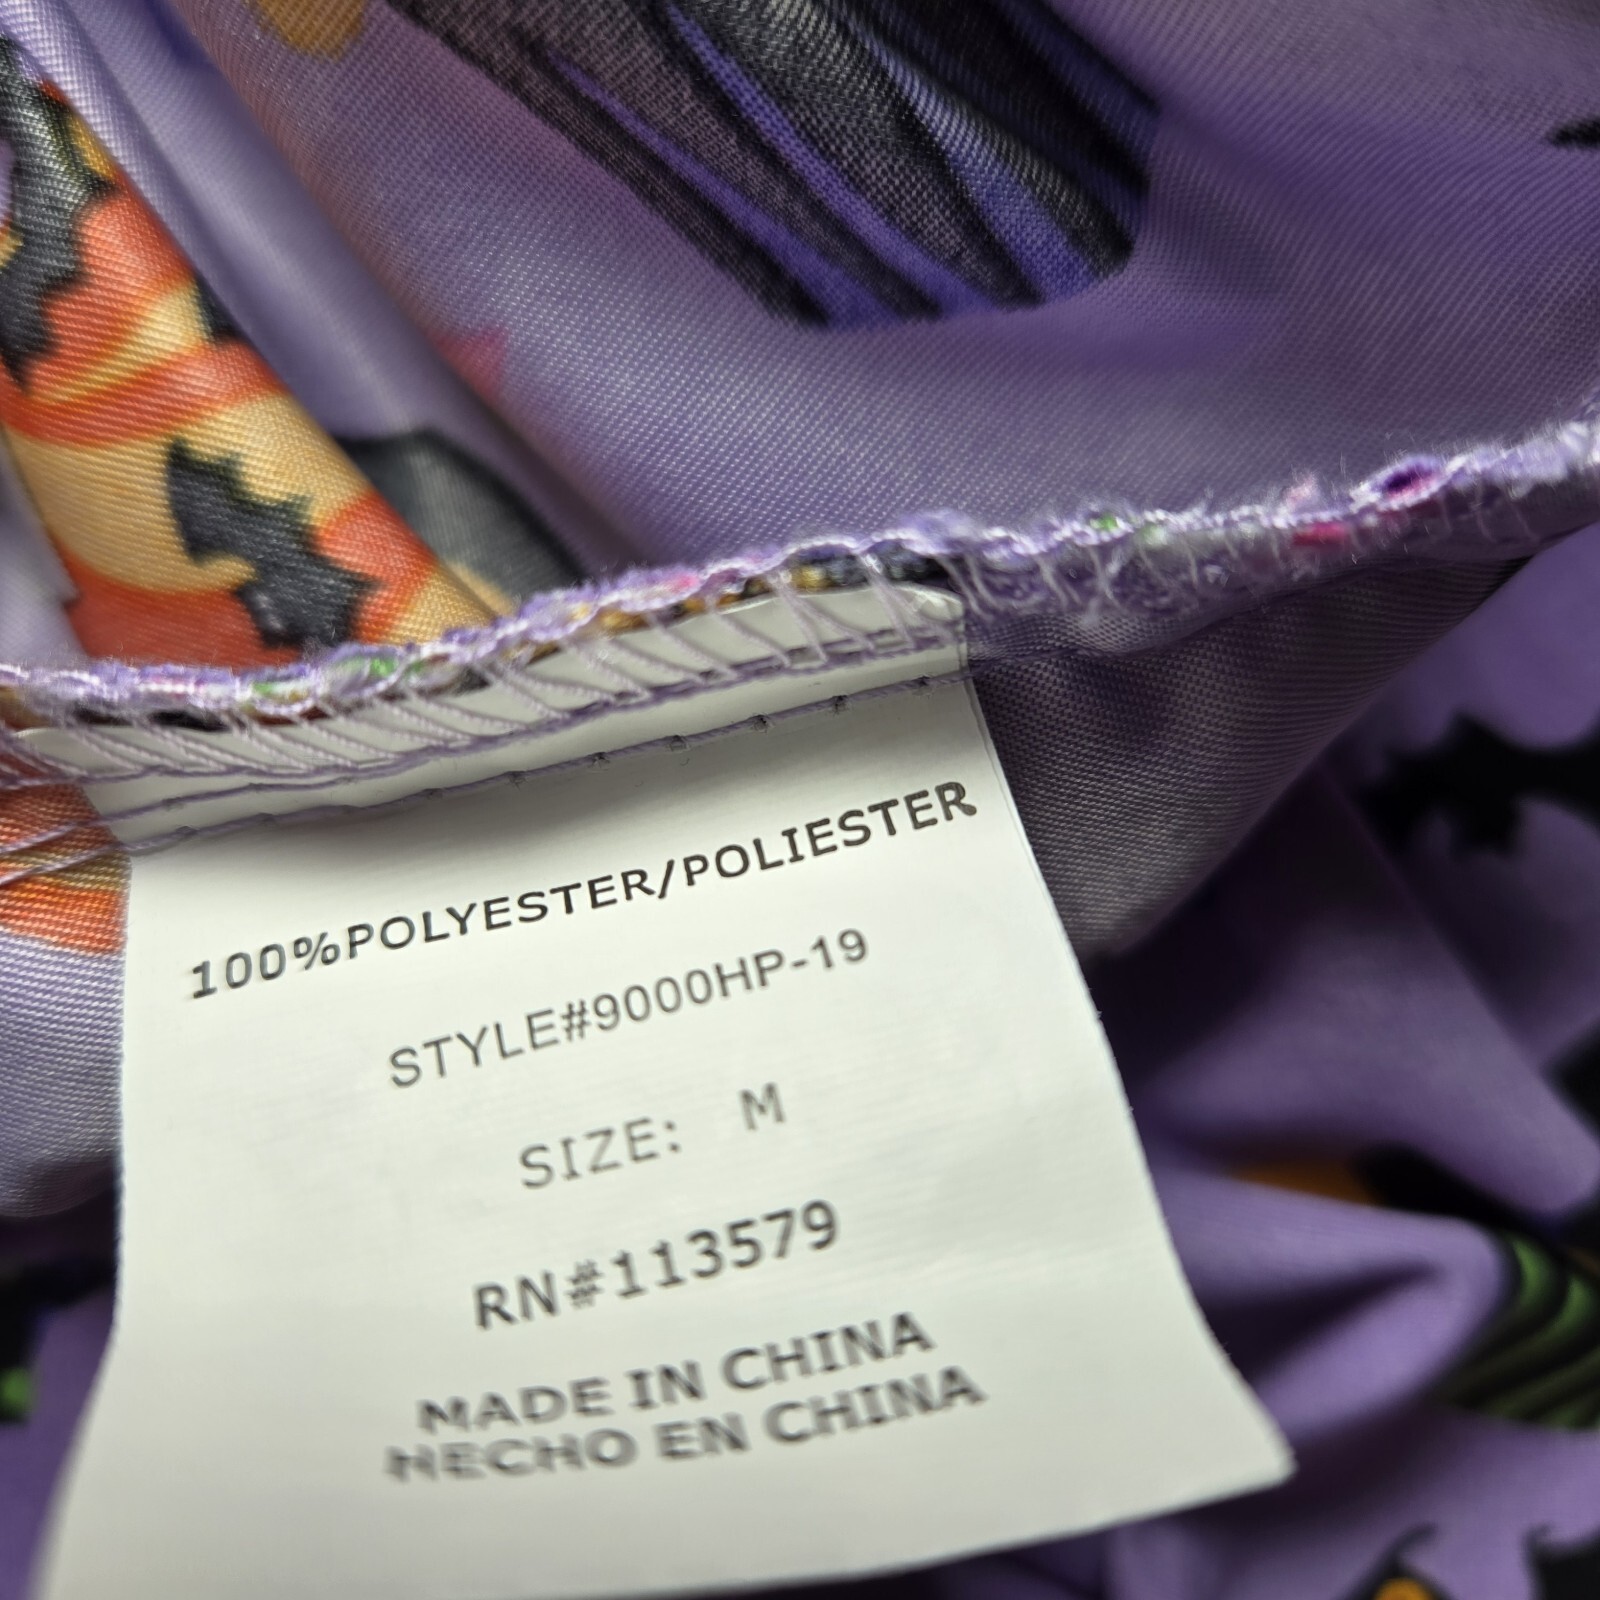 100%POLYESTER/POLIESTER
STYLE#9000HP-19
SIZE: M
RN#113579
MADE IN CHINA
HECHO EN CHINA